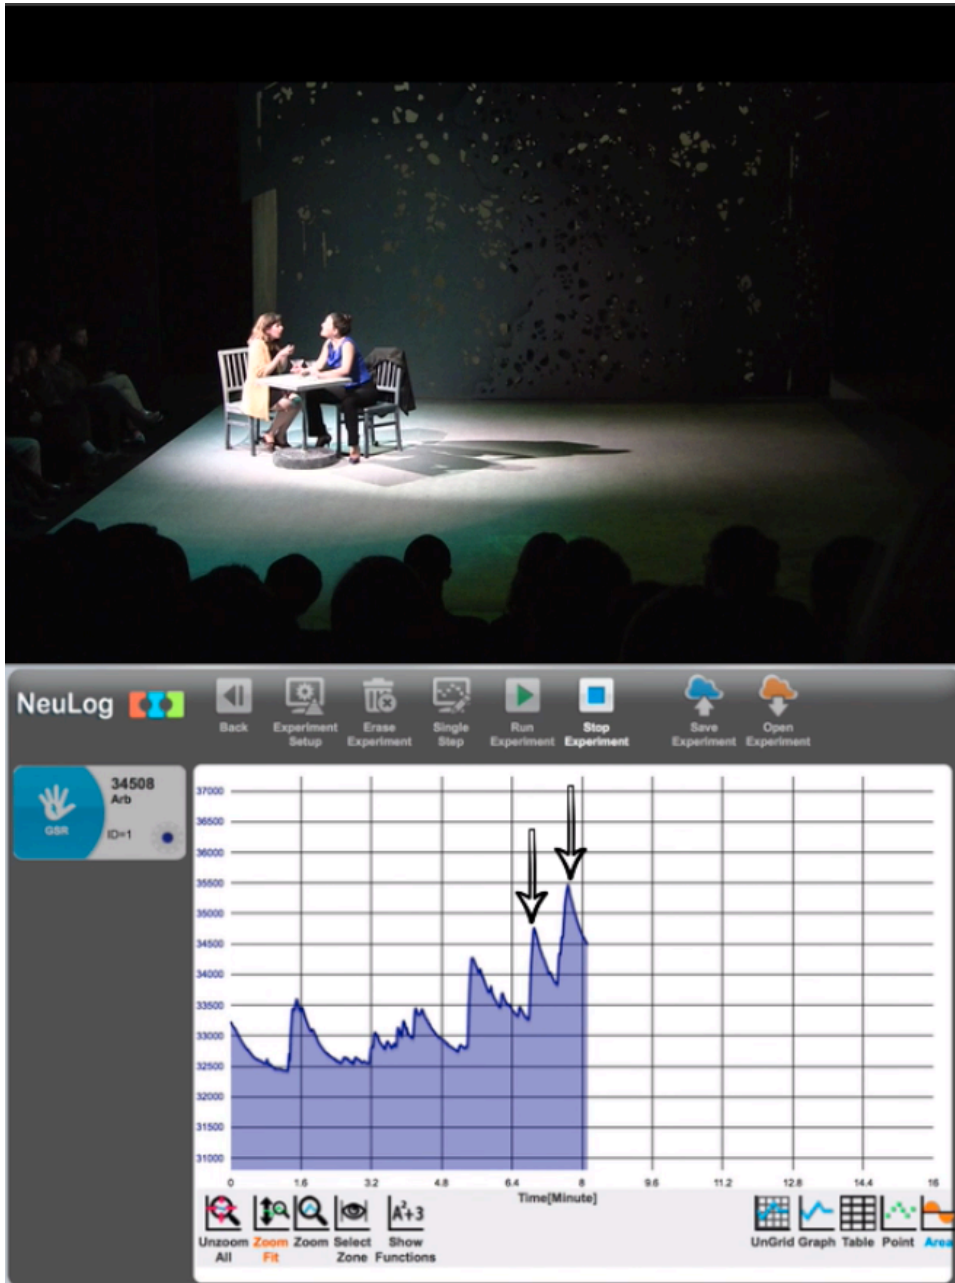 NeuLog
Back
Experiment
Setup
Erase
Experiment
Single
Step
Run
Experiment
Stop
Experiment
Save
Experiment
Open
Experiment
34508
Arb
GSR
ID=1
37000
36500
36000
35500
35000
34500
34000
33500
33000
32500
32000
31500
31000
0 1.6 3.2 4.8 6.4 8 9.6 11.2 12.8 14.4 16
Time[Minute]
A²+3
Unzoom
All
Zoom
Fit
Zoom
Select
Zone
Show
Functions
UnGrid
Graph
Table
Point
Area